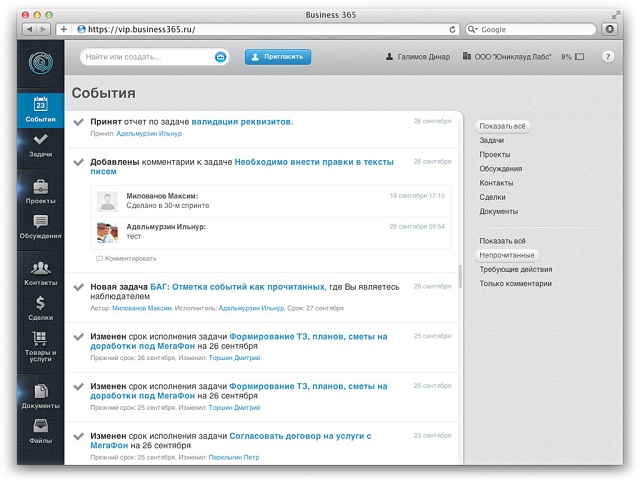 Business 365
https://vip.business365.ru/
Google
Найти или создать...
Пригласить
Галимов Динар
ООО "Юниклауд Лабс"
9%
?
23
События
Задачи
Проекты
Обсуждения
Контакты
Сделки
Товары и
услуги
Документы
Файлы
События
Принят отчет по задаче валидация реквизитов.
26 сентября
Принял: Адельмурзин Ильнур
Добавлены комментарии к задаче Необходимо внести правки в тексты
писем
26 сентября
Милованов Максим:
18 сентября 17:10
Сделано в 30-м спринте
Адельмурзин Ильнур:
26 сентября 09:54
тест
Комментировать
Новая задача БАГ: Отметка событий как прочитанных, где Вы являетесь
наблюдателем
26 сентября
Автор: Милованов Максим, Исполнитель: Адельмурзин Ильнур, Срок: 27 сентября
Изменен срок исполнения задачи Формирование ТЗ, планов, сметы на
доработки под МегаФон на 26 сентября
25 сентября
Прежний срок: 26 сентября, Изменил: Торшин Дмитрий
Изменен срок исполнения задачи Формирование ТЗ, планов, сметы на
доработки под МегаФон на 26 сентября
25 сентября
Прежний срок: 25 сентября, Изменил: Торшин Дмитрий
Изменен срок исполнения задачи Согласовать договор на услуги с
МегаФон на 26 сентября
25 сентября
Прежний срок: 25 сентября, Изменил: Перелыгин Петр
Показать всё
Задачи
Проекты
Обсуждения
Контакты
Сделки
Документы
Показать всё
Непрочитанные
Требующие действия
Только комментарии